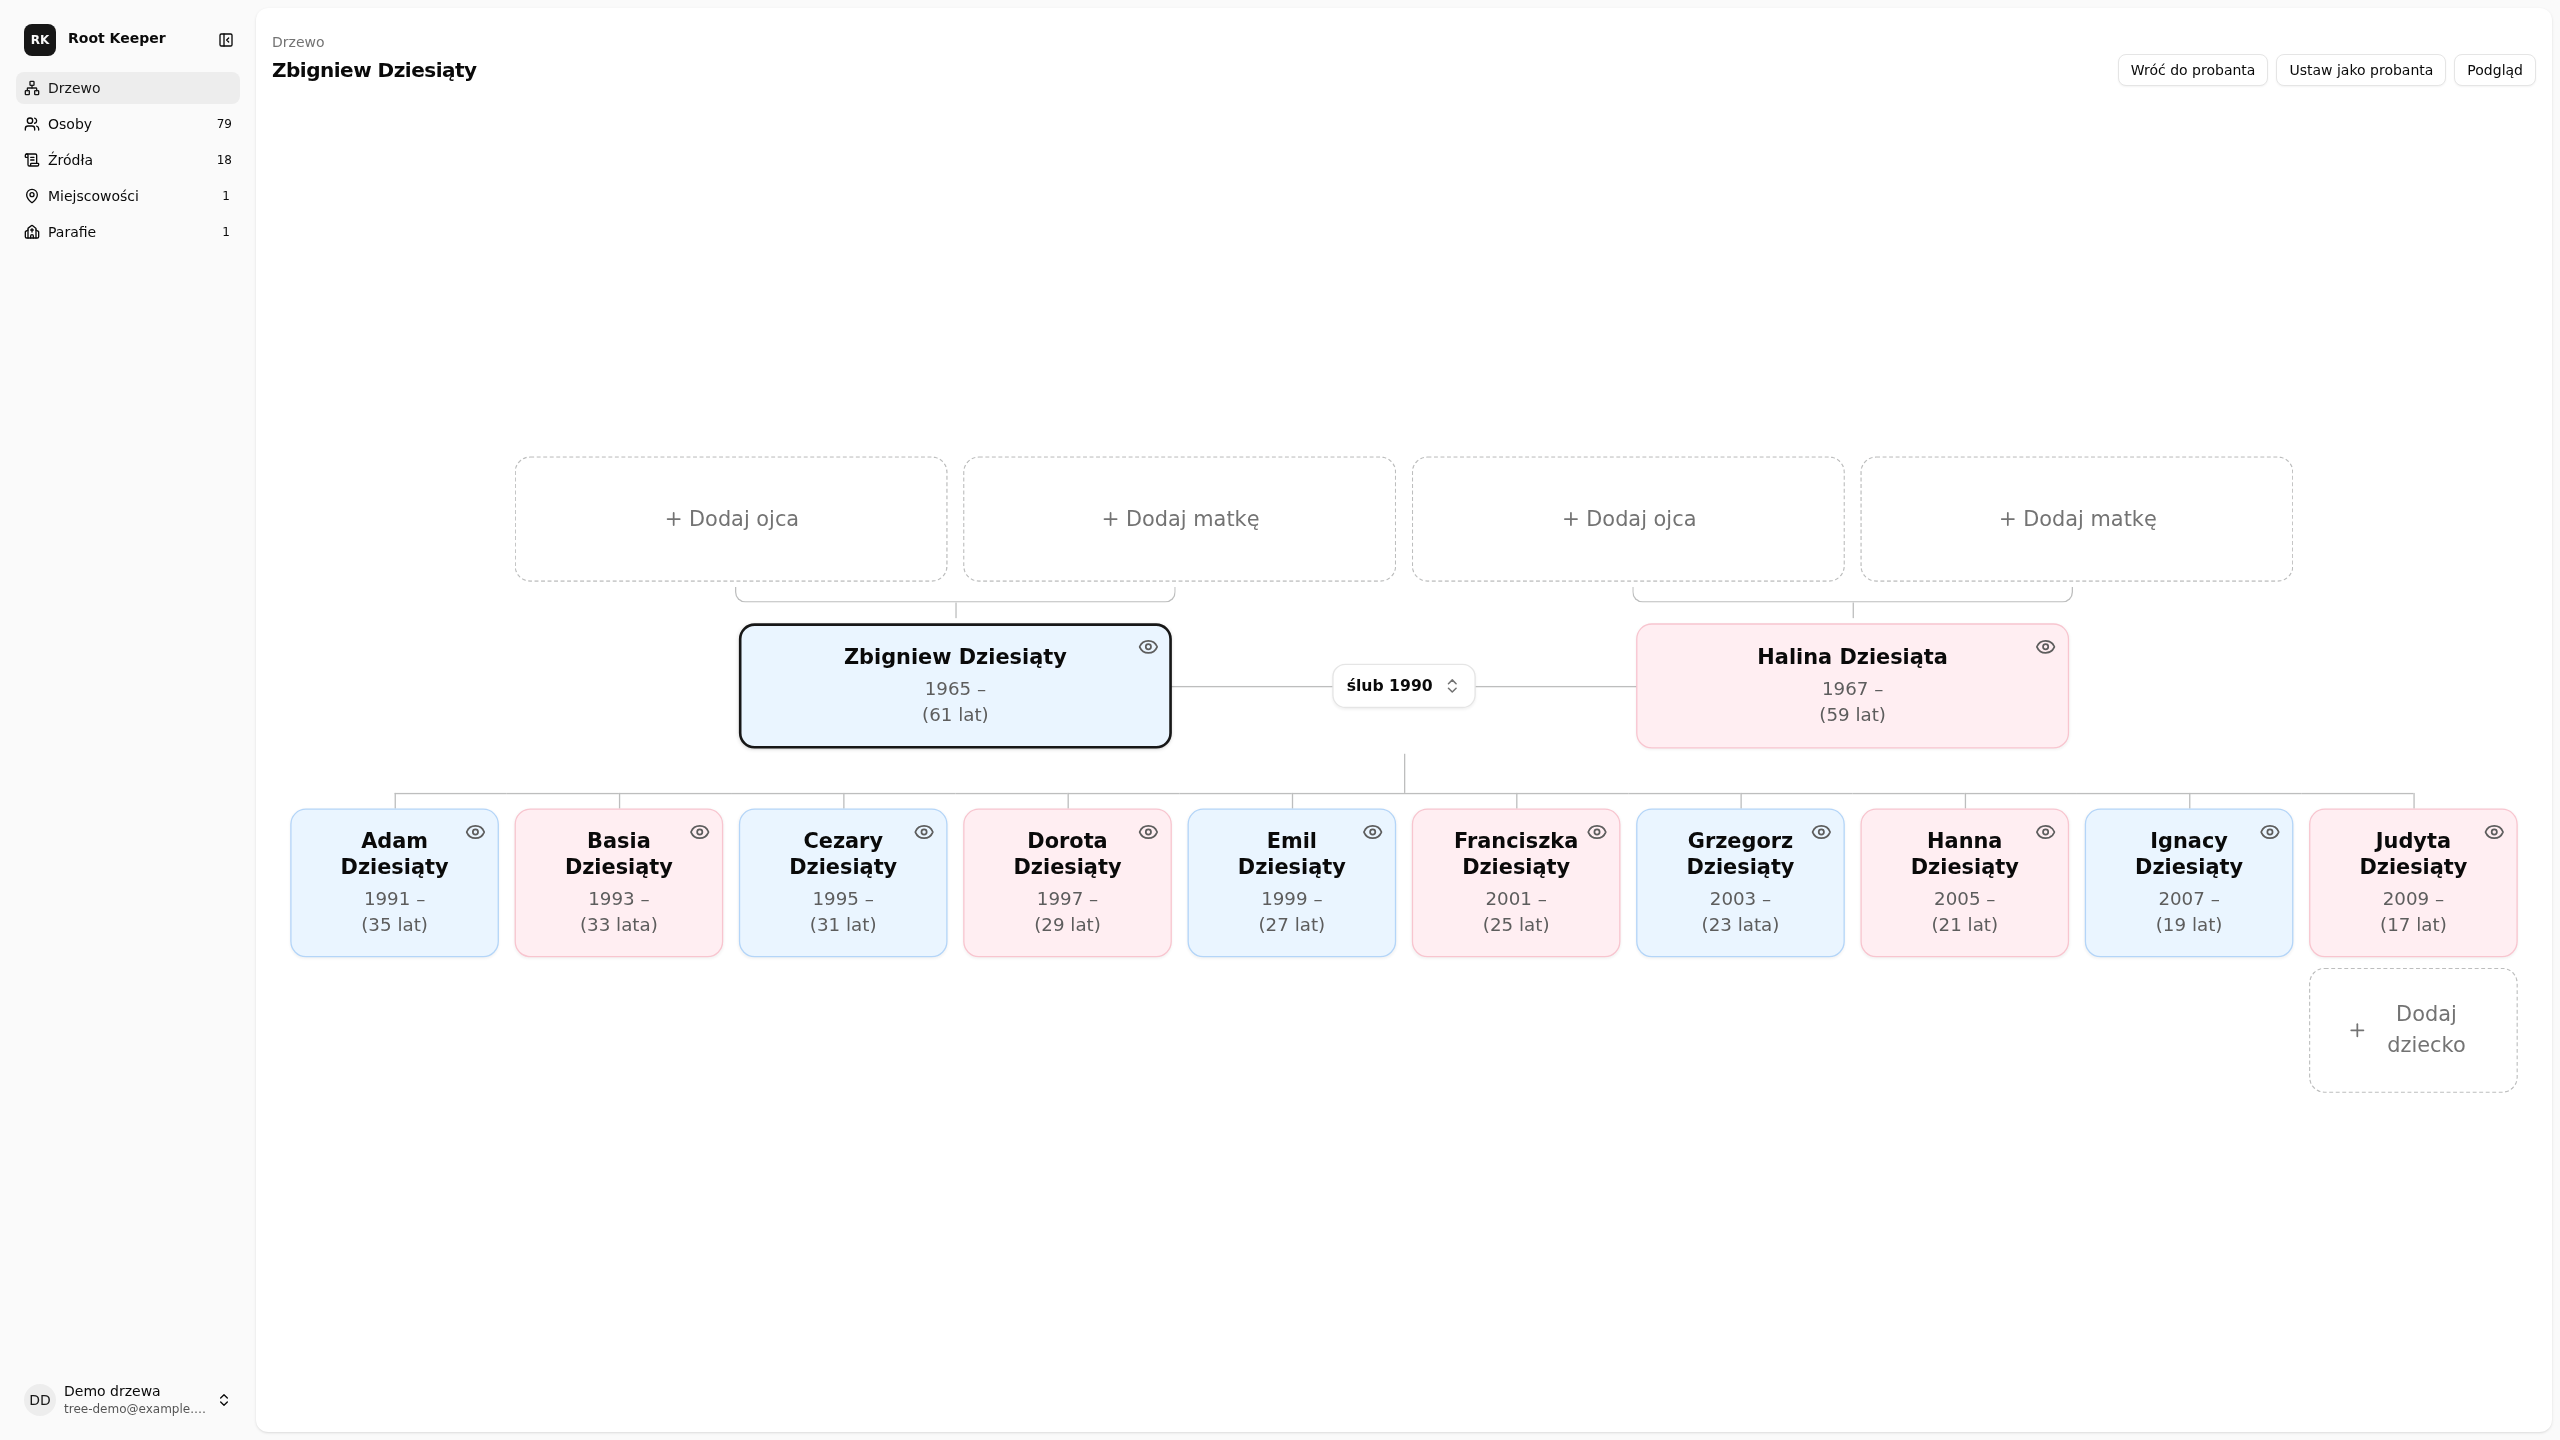 RK Root Keeper
Drzewo
Osoby 79
Źródła 18
Miejscowości 1
Parafie 1
Drzewo
Zbigniew Dziesiąty
Wróć do probanta
Ustaw jako probanta
Podgląd
+ Dodaj ojca
+ Dodaj matkę
+ Dodaj ojca
+ Dodaj matkę
Zbigniew Dziesiąty
1965 –
(61 lat)
ślub 1990
Halina Dziesiąta
1967 –
(59 lat)
Adam
Dziesiąty
1991 –
(35 lat)
Basia
Dziesiąty
1993 –
(33 lata)
Cezary
Dziesiąty
1995 –
(31 lat)
Dorota
Dziesiąty
1997 –
(29 lat)
Emil
Dziesiąty
1999 –
(27 lat)
Franciszka
Dziesiąty
2001 –
(25 lat)
Grzegorz
Dziesiąty
2003 –
(23 lata)
Hanna
Dziesiąty
2005 –
(21 lat)
Ignacy
Dziesiąty
2007 –
(19 lat)
Judyta
Dziesiąty
2009 –
(17 lat)
+ Dodaj
dziecko
DD
Demo drzewa
tree-demo@example....